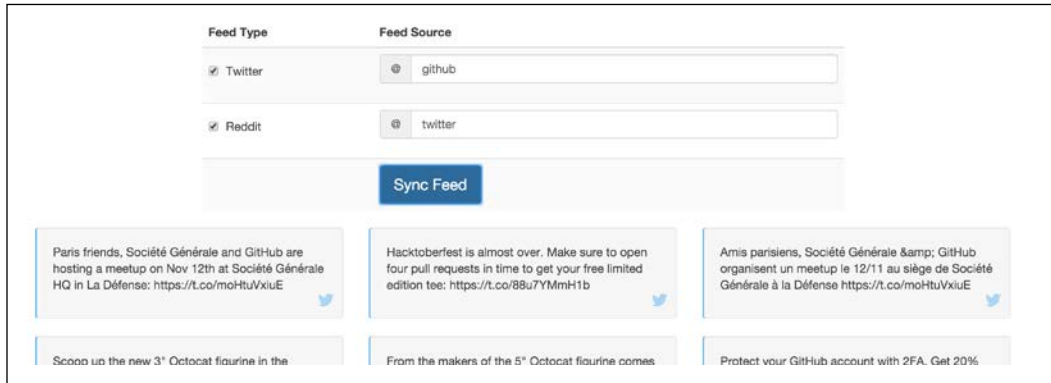 Feed Type Feed Source
Twitter @ github
Reddit @ twitter
Sync Feed
Paris friends, Société Générale and GitHub are
hosting a meetup on Nov 12th at Société Générale
HQ in La Défense: https://t.co/moHtuVxiuE
Hacktoberfest is almost over. Make sure to open
four pull requests in time to get your free limited
edition tee: https://t.co/88u7YMmH1b
Amis parisiens, Société Générale &amp; GitHub
organisent un meetup le 12/11 au siège de Société
Générale à la Défense https://t.co/moHtuVxiuE
Scoop up the new 3" Octocat figurine in the
From the makers of the 5" Octocat figurine comes
Protect your GitHub account with 2FA. Get 20%